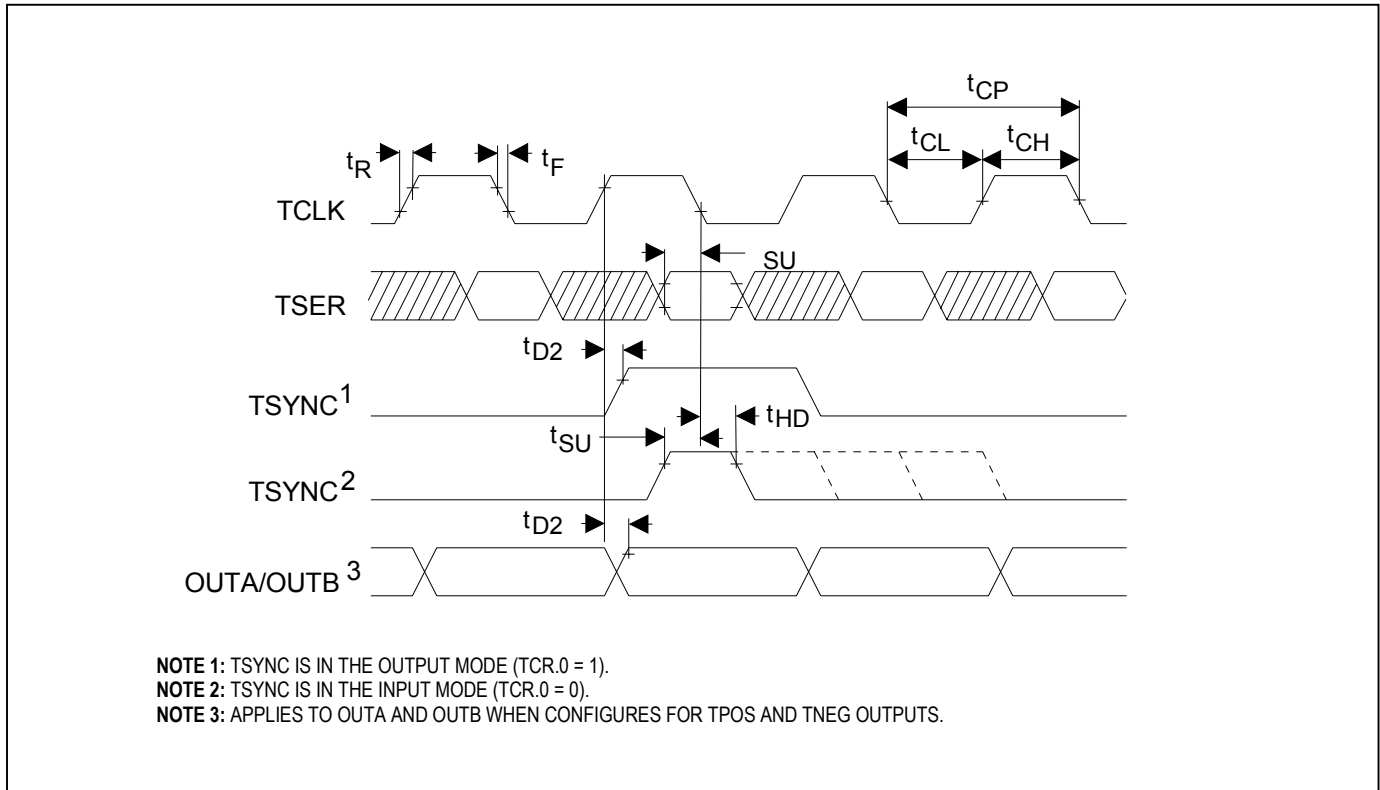 tCP
tCL tCH
tR tF
TCLK
SU
TSER
tD2
TSYNC1
tHD
tSU
TSYNC2
tD2
OUTA/OUTB 3
NOTE 1: TSYNC IS IN THE OUTPUT MODE (TCR.0 = 1).
NOTE 2: TSYNC IS IN THE INPUT MODE (TCR.0 = 0).
NOTE 3: APPLIES TO OUTA AND OUTB WHEN CONFIGURES FOR TPOS AND TNEG OUTPUTS.